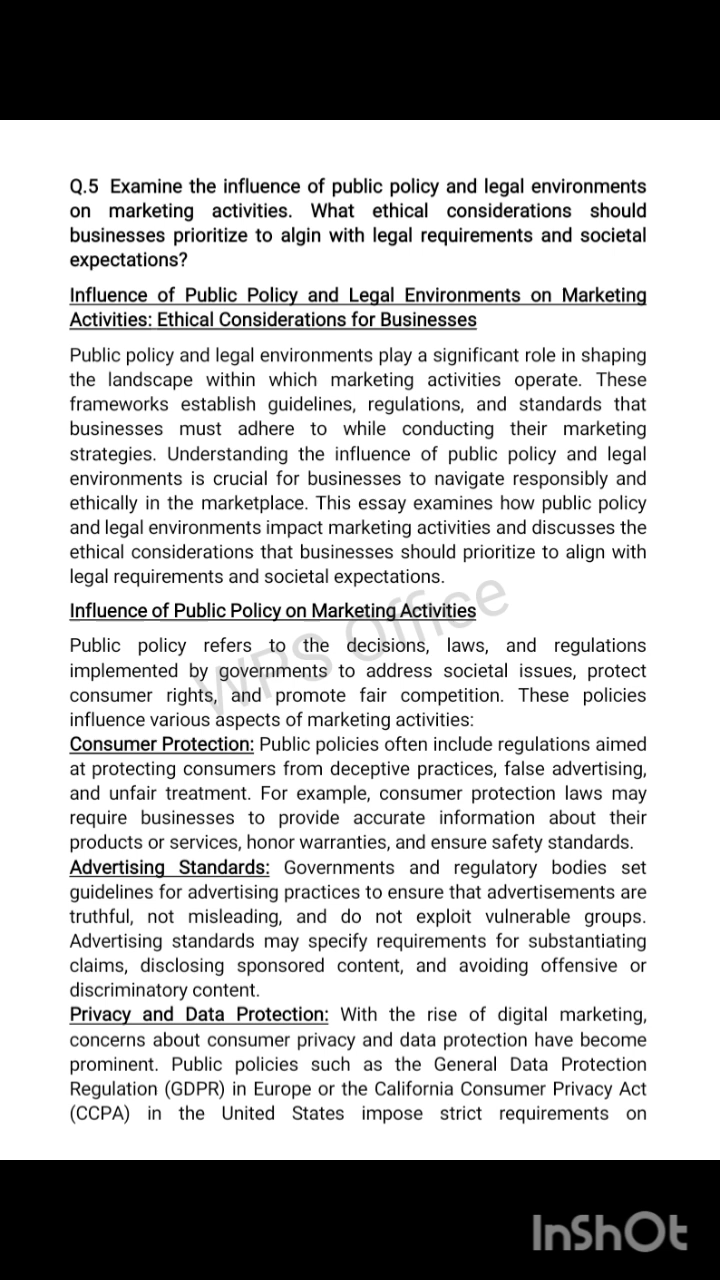 Q.5 Examine the influence of public policy and legal environments
on marketing activities. What ethical considerations should
businesses prioritize to algin with legal requirements and societal
expectations?
Influence of Public Policy and Legal Environments on Marketing
Activities: Ethical Considerations for Businesses
Public policy and legal environments play a significant role in shaping
the landscape within which marketing activities operate. These
frameworks establish guidelines, regulations, and standards that
businesses must adhere to while conducting their marketing
strategies. Understanding the influence of public policy and legal
environments is crucial for businesses to navigate responsibly and
ethically in the marketplace. This essay examines how public policy
and legal environments impact marketing activities and discusses the
ethical considerations that businesses should prioritize to align with
legal requirements and societal expectations.
Influence of Public Policy on Marketing Activities
Public policy refers to the decisions, laws, and regulations
implemented by governments to address societal issues, protect
consumer rights, and promote fair competition. These policies
influence various aspects of marketing activities:
Consumer Protection: Public policies often include regulations aimed
at protecting consumers from deceptive practices, false advertising,
and unfair treatment. For example, consumer protection laws may
require businesses to provide accurate information about their
products or services, honor warranties, and ensure safety standards.
Advertising Standards: Governments and regulatory bodies set
guidelines for advertising practices to ensure that advertisements are
truthful, not misleading, and do not exploit vulnerable groups.
Advertising standards may specify requirements for substantiating
claims, disclosing sponsored content, and avoiding offensive or
discriminatory content.
Privacy and Data Protection: With the rise of digital marketing,
concerns about consumer privacy and data protection have become
prominent. Public policies such as the General Data Protection
Regulation (GDPR) in Europe or the California Consumer Privacy Act
(CCPA) in the United States impose strict requirements on
WPS Office
InShOt